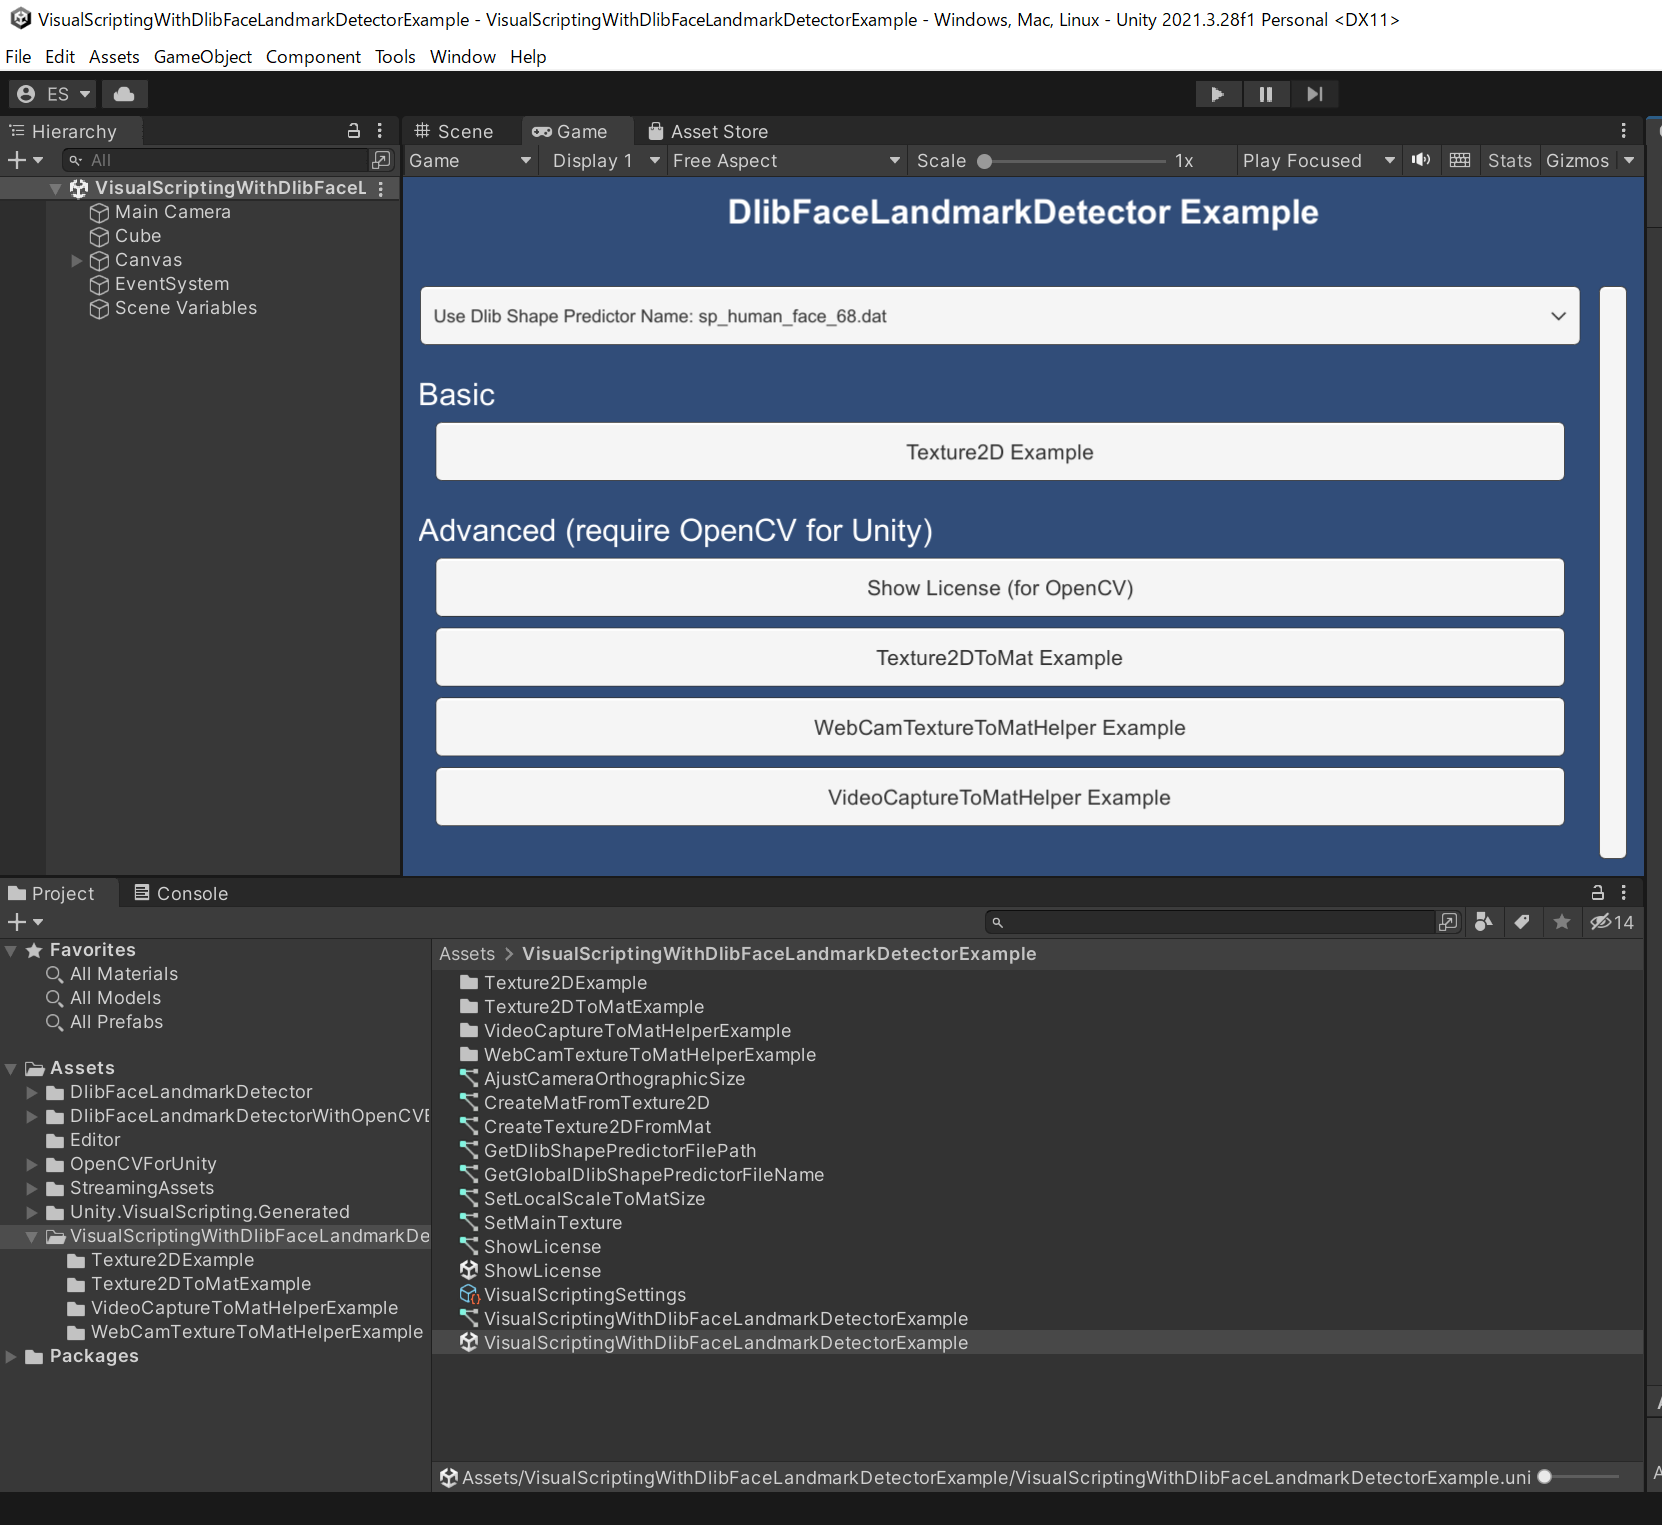 VisualScriptingWithDlibFaceLandmarkDetectorExample - VisualScriptingWithDlibFaceLandmarkDetectorExample - Windows, Mac, Linux - Unity 2021.3.28f1 Personal <DX11>
File Edit Assets GameObject Component Tools Window Help
ES
Hierarchy
All
VisualScriptingWithDlibFaceL
Main Camera
Cube
Canvas
EventSystem
Scene Variables
Scene Game Asset Store
Game Display 1 Free Aspect Scale 1x Play Focused Stats Gizmos
DlibFaceLandmarkDetector Example
Use Dlib Shape Predictor Name: sp_human_face_68.dat
Basic
Texture2D Example
Advanced (require OpenCV for Unity)
Show License (for OpenCV)
Texture2DToMat Example
WebCamTextureToMatHelper Example
VideoCaptureToMatHelper Example
Project Console
14
Favorites
All Materials
All Models
All Prefabs
Assets
DlibFaceLandmarkDetector
DlibFaceLandmarkDetectorWithOpenCVE
Editor
OpenCVForUnity
StreamingAssets
Unity.VisualScripting.Generated
VisualScriptingWithDlibFaceLandmarkDe
Texture2DExample
Texture2DToMatExample
VideoCaptureToMatHelperExample
WebCamTextureToMatHelperExample
Packages
Assets > VisualScriptingWithDlibFaceLandmarkDetectorExample
Texture2DExample
Texture2DToMatExample
VideoCaptureToMatHelperExample
WebCamTextureToMatHelperExample
AjustCameraOrthographicSize
CreateMatFromTexture2D
CreateTexture2DFromMat
GetDlibShapePredictorFilePath
GetGlobalDlibShapePredictorFileName
SetLocalScaleToMatSize
SetMainTexture
ShowLicense
ShowLicense
VisualScriptingSettings
VisualScriptingWithDlibFaceLandmarkDetectorExample
VisualScriptingWithDlibFaceLandmarkDetectorExample
Assets/VisualScriptingWithDlibFaceLandmarkDetectorExample/VisualScriptingWithDlibFaceLandmarkDetectorExample.uni